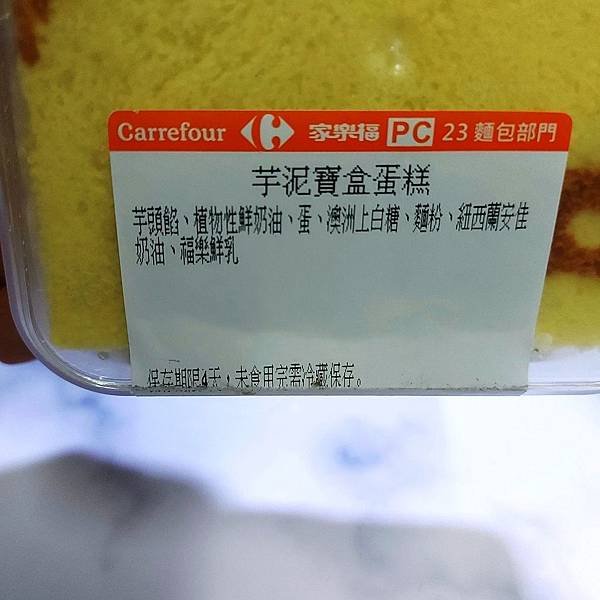 Carrefour 家樂福 PC 23 麵包部門
芋泥寶盒蛋糕
芋頭餡、植物性鮮奶油、蛋、澳洲上白糖、麵粉、紐西蘭安佳
奶油、福樂鮮乳
保存期限4天，未食用完需冷藏保存。